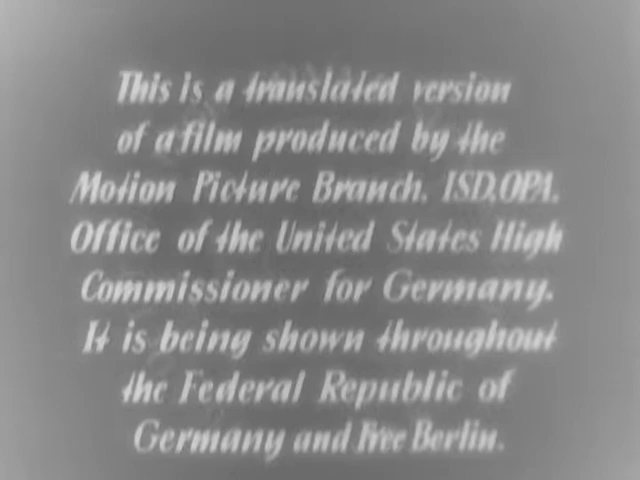 This is a translated version
of a film produced by the
Motion Picture Branch, ISD,OPA,
Office of the United States High
Commissioner for Germany.
It is being shown throughout
the Federal Republic of
Germany and Free Berlin.